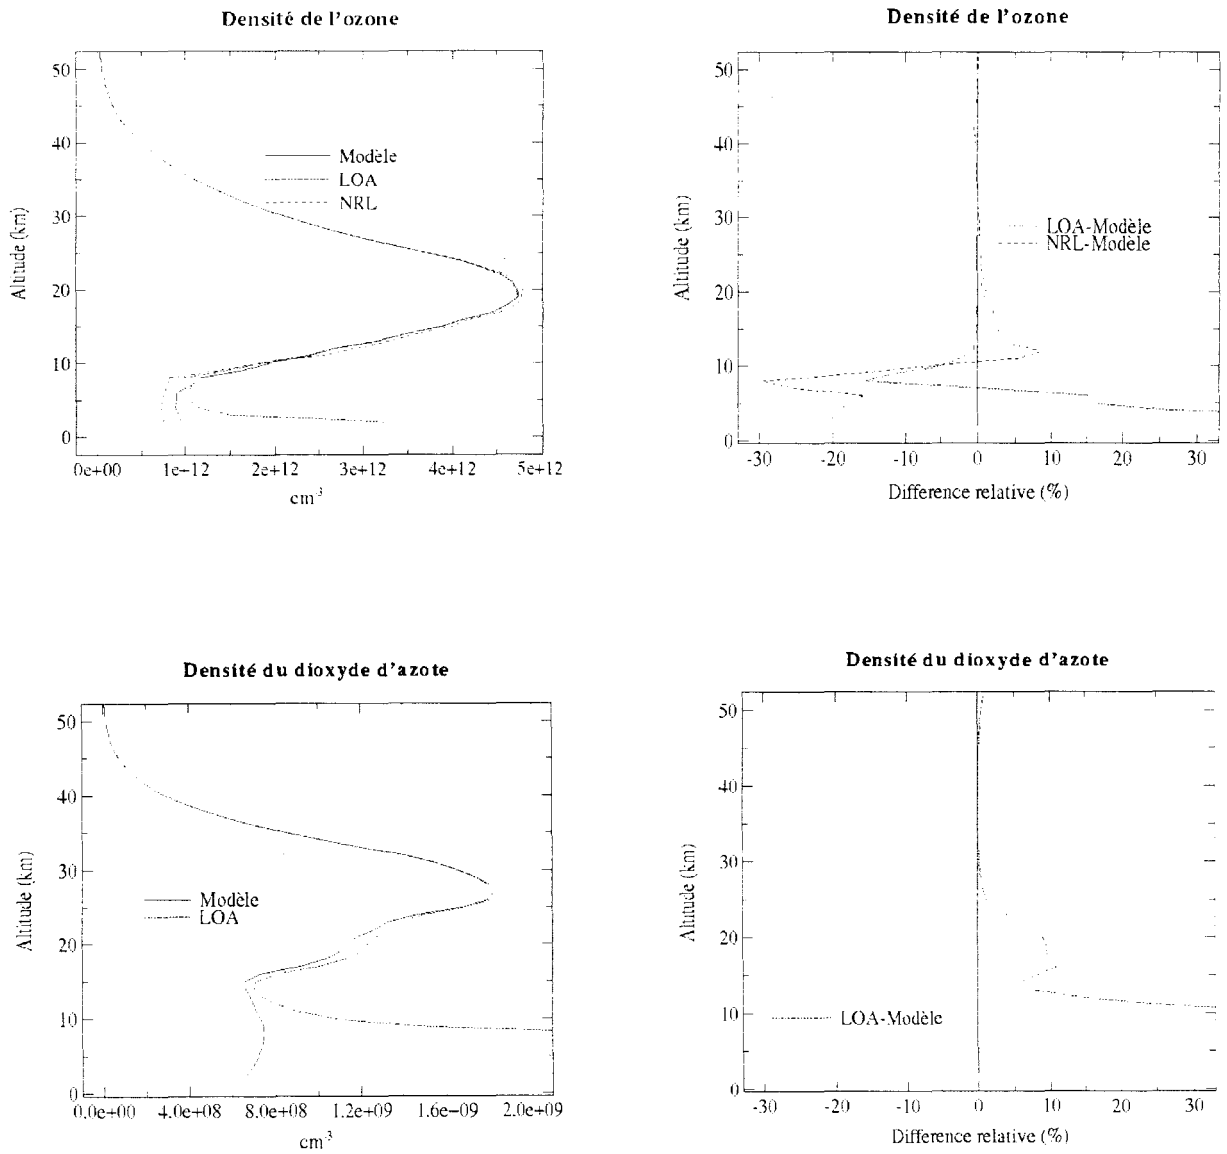 Densité de l'ozone
50
40
30
20
10
0
Altitude (km)
Modèle
LOA
NRL
0e+00 1e+12 2e+12 3e+12 4e+12 5e+12
cm-3
Densité de l'ozone
50
40
30
20
10
0
Altitude (km)
LOA-Modèle
NRL-Modèle
-30 -20 -10 0 10 20 30
Difference relative (%)
Densité du dioxyde d'azote
50
40
30
20
10
0
Altitude (km)
Modèle
LOA
0.0e+00 4.0e+08 8.0e+08 1.2e+09 1.6e-09 2.0e+09
cm-3
Densité du dioxyde d'azote
50
40
30
20
10
0
Altitude (km)
LOA-Modèle
-30 -20 -10 0 10 20 30
Difference relative (%)